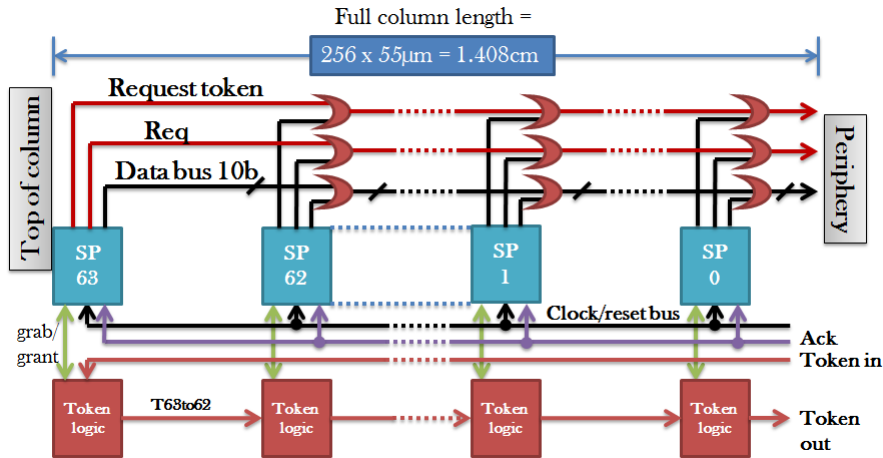 Full column length =
256 x 55µm = 1.408cm
Top of column
Request token
Req
Data bus 10b
Periphery
SP
63
SP
62
SP
1
SP
0
Clock/reset bus
grab/
grant
Ack
Token in
Token
logic
T63to62
Token
logic
Token
logic
Token
logic
Token
out